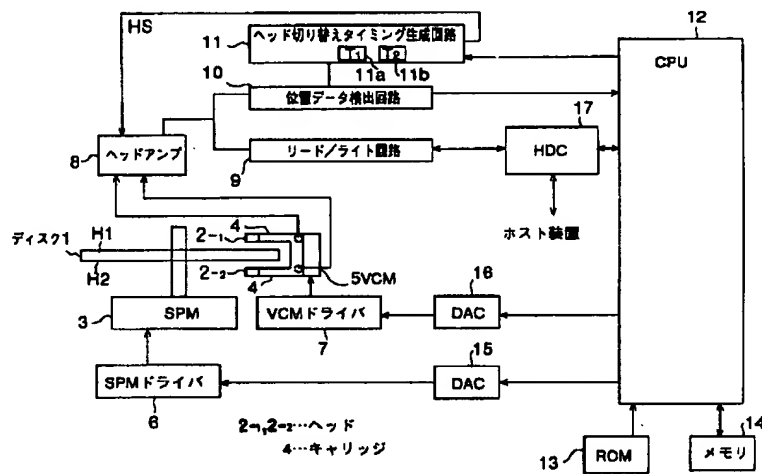 HS
11
ヘッド切り替えタイミング生成回路
T1
T2
11a
11b
12
CPU
10
位置データ検出回路
17
8
ヘッドアンプ
リード/ライト回路
9
HDC
ホスト装置
ディスク1
H1
H2
2-1
4
2-2
4
5VCM
16
3
SPM
VCMドライバ
7
DAC
15
SPMドライバ
6
DAC
2-1,2-2…ヘッド
4…キャリッジ
13
ROM
メモリ
14